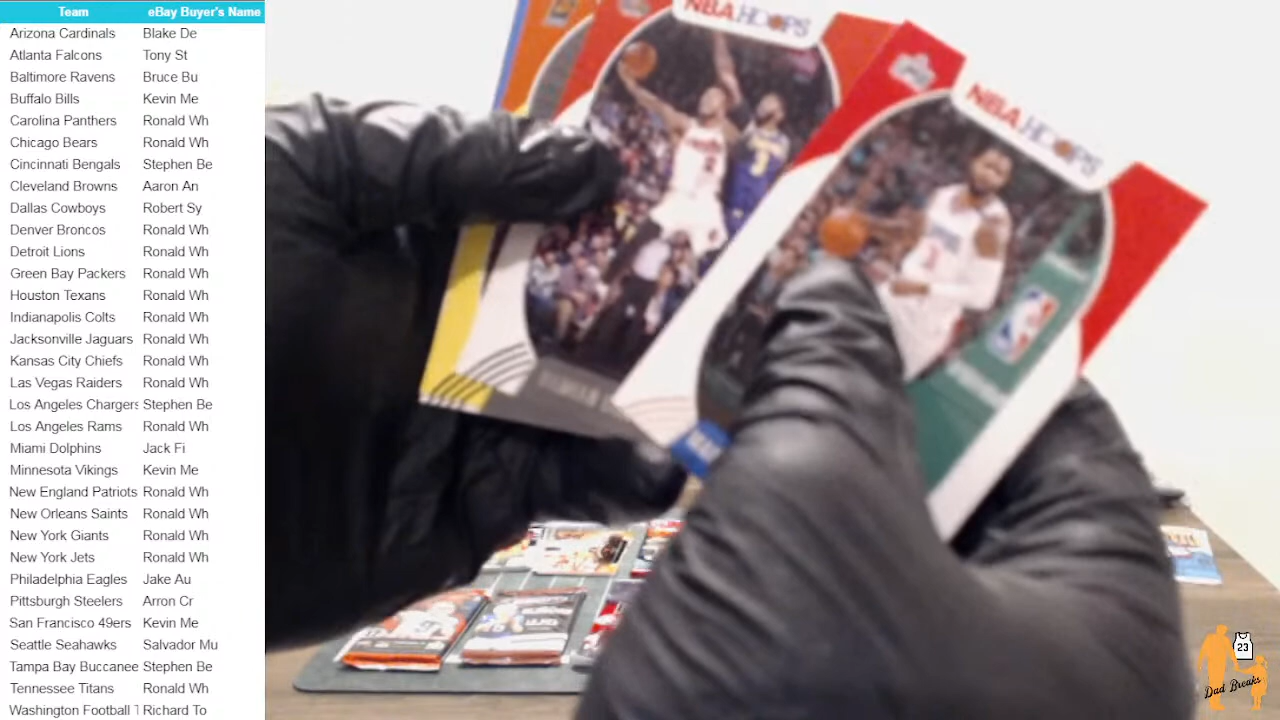 Team eBay Buyer's Name
Arizona Cardinals Blake De
Atlanta Falcons Tony St
Baltimore Ravens Bruce Bu
Buffalo Bills Kevin Me
Carolina Panthers Ronald Wh
Chicago Bears Ronald Wh
Cincinnati Bengals Stephen Be
Cleveland Browns Aaron An
Dallas Cowboys Robert Sy
Denver Broncos Ronald Wh
Detroit Lions Ronald Wh
Green Bay Packers Ronald Wh
Houston Texans Ronald Wh
Indianapolis Colts Ronald Wh
Jacksonville Jaguars Ronald Wh
Kansas City Chiefs Ronald Wh
Las Vegas Raiders Ronald Wh
Los Angeles Chargers Stephen Be
Los Angeles Rams Ronald Wh
Miami Dolphins Jack Fi
Minnesota Vikings Kevin Me
New England Patriots Ronald Wh
New Orleans Saints Ronald Wh
New York Giants Ronald Wh
New York Jets Ronald Wh
Philadelphia Eagles Jake Au
Pittsburgh Steelers Arron Cr
San Francisco 49ers Kevin Me
Seattle Seahawks Salvador Mu
Tampa Bay Buccanee Stephen Be
Tennessee Titans Ronald Wh
Washington Football Richard To
NBA HOOPS
NBA HOOPS
23
Dad Breaks